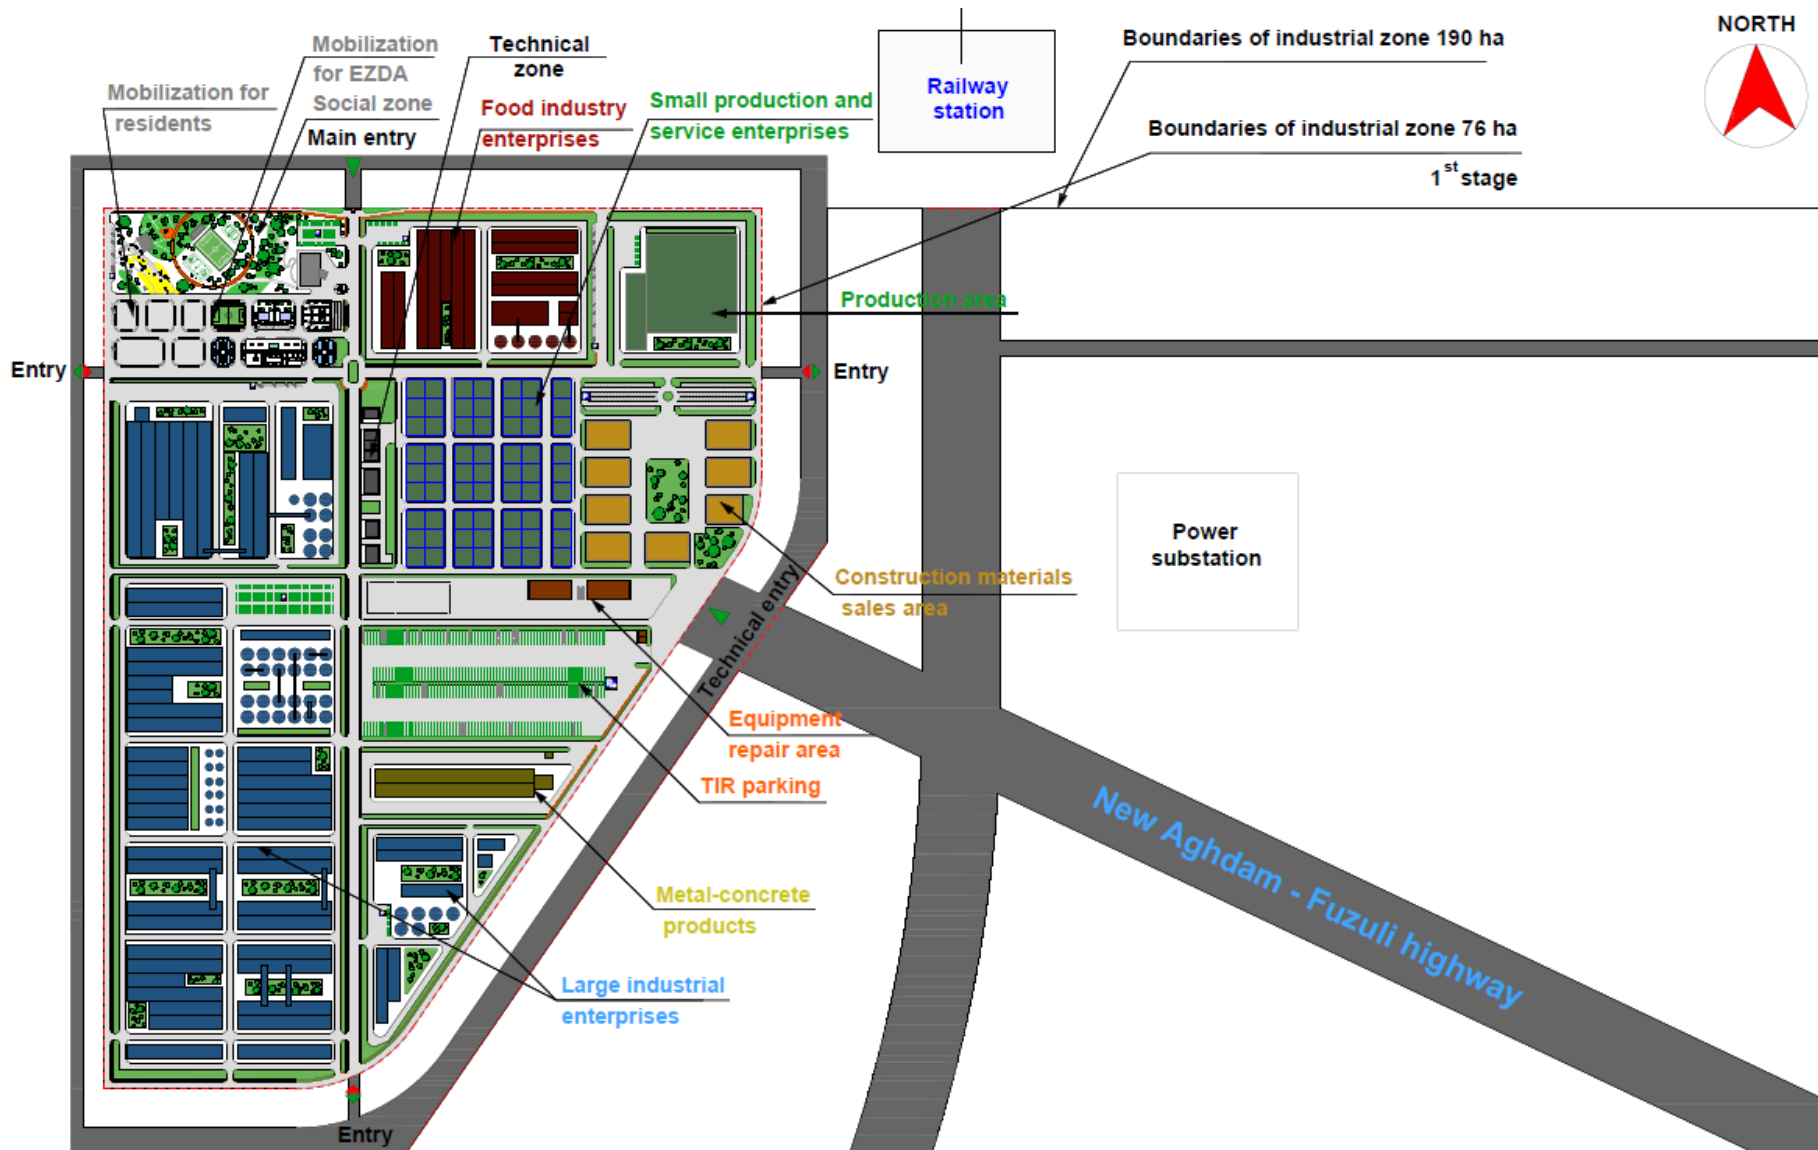 NORTH
Mobilization
for EZDA
Social zone
Technical
zone
Boundaries of industrial zone 190 ha
Mobilization for
residents
Main entry
Food industry
enterprises
Small production and
service enterprises
Railway
station
Boundaries of industrial zone 76 ha
1st stage
Production area
Entry
Entry
Power
substation
Construction materials
sales area
Technical entry
Equipment
repair area
TIR parking
New Aghdam - Fuzuli highway
Metal-concrete
products
Large industrial
enterprises
Entry